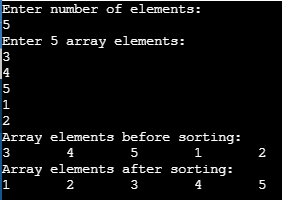 Enter number of elements:
5
Enter 5 array elements:
3
4
5
1
2
Array elements before sorting:
3 4 5 1 2
Array elements after sorting:
1 2 3 4 5